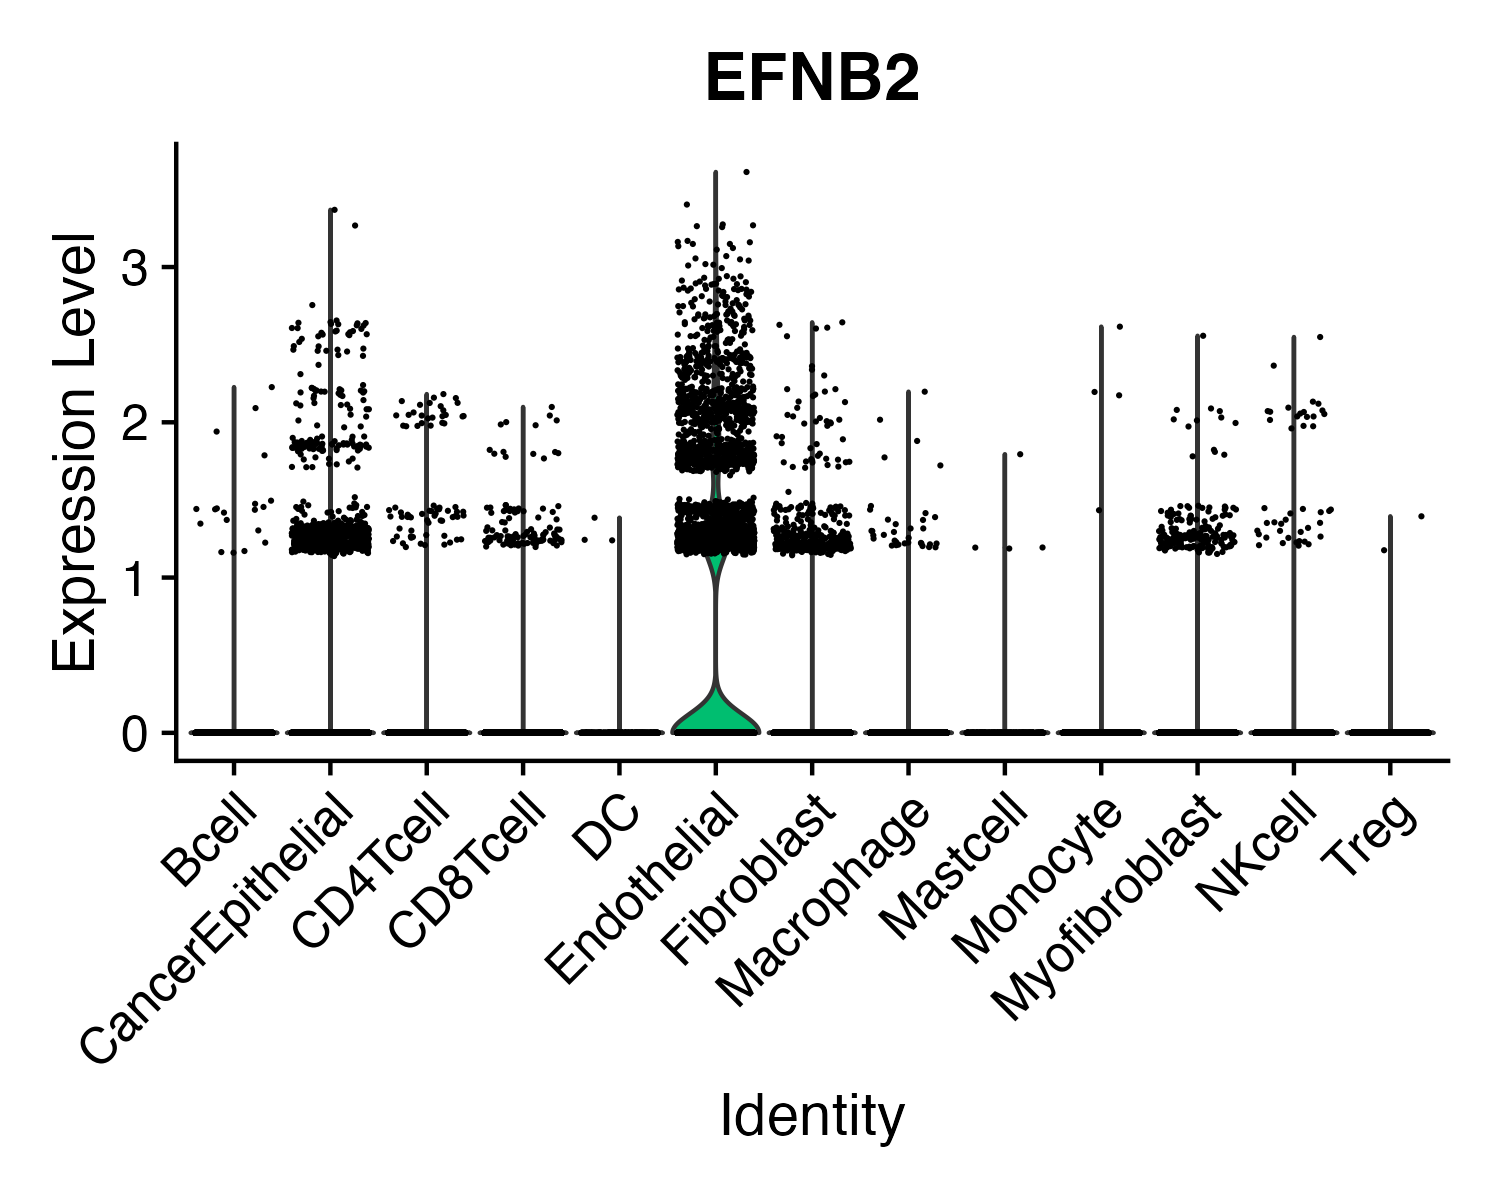 EFNB2
Expression Level
3
2
1
0
Bcell
CancerEpithelial
CD4Tcell
CD8Tcell
DC
Endothelial
Fibroblast
Macrophage
Mastcell
Monocyte
Myofibroblast
NKcell
Treg
Identity